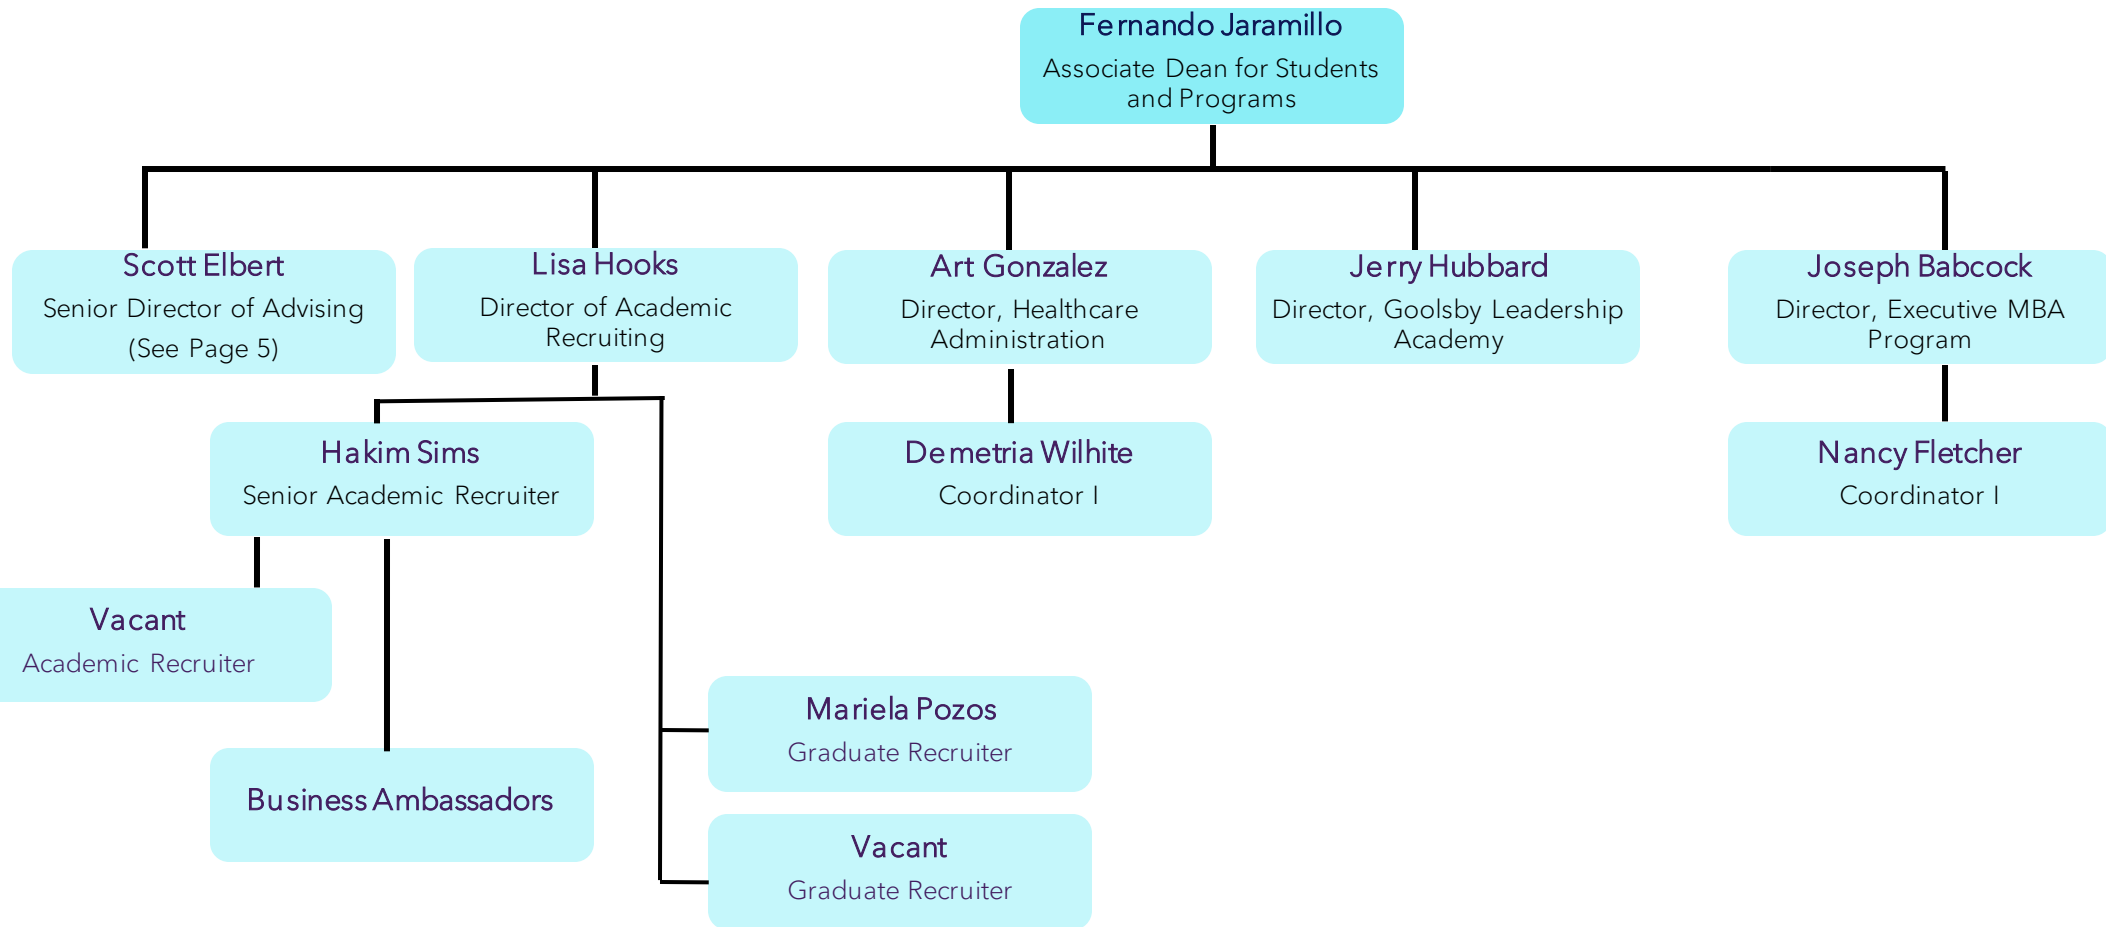 Fernando Jaramillo
Associate Dean for Students
and Programs
Scott Elbert
Senior Director of Advising
(See Page 5)
Lisa Hooks
Director of Academic
Recruiting
Art Gonzalez
Director, Healthcare
Administration
Jerry Hubbard
Director, Goolsby Leadership
Academy
Joseph Babcock
Director, Executive MBA
Program
Hakim Sims
Senior Academic Recruiter
Demetria Wilhite
Coordinator I
Nancy Fletcher
Coordinator I
Vacant
Academic Recruiter
Mariela Pozos
Graduate Recruiter
Business Ambassadors
Vacant
Graduate Recruiter